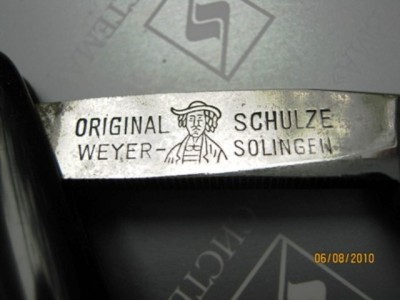 ORIGINAL SCHULZE
WEYER- SOLINGEN
06/08/2010